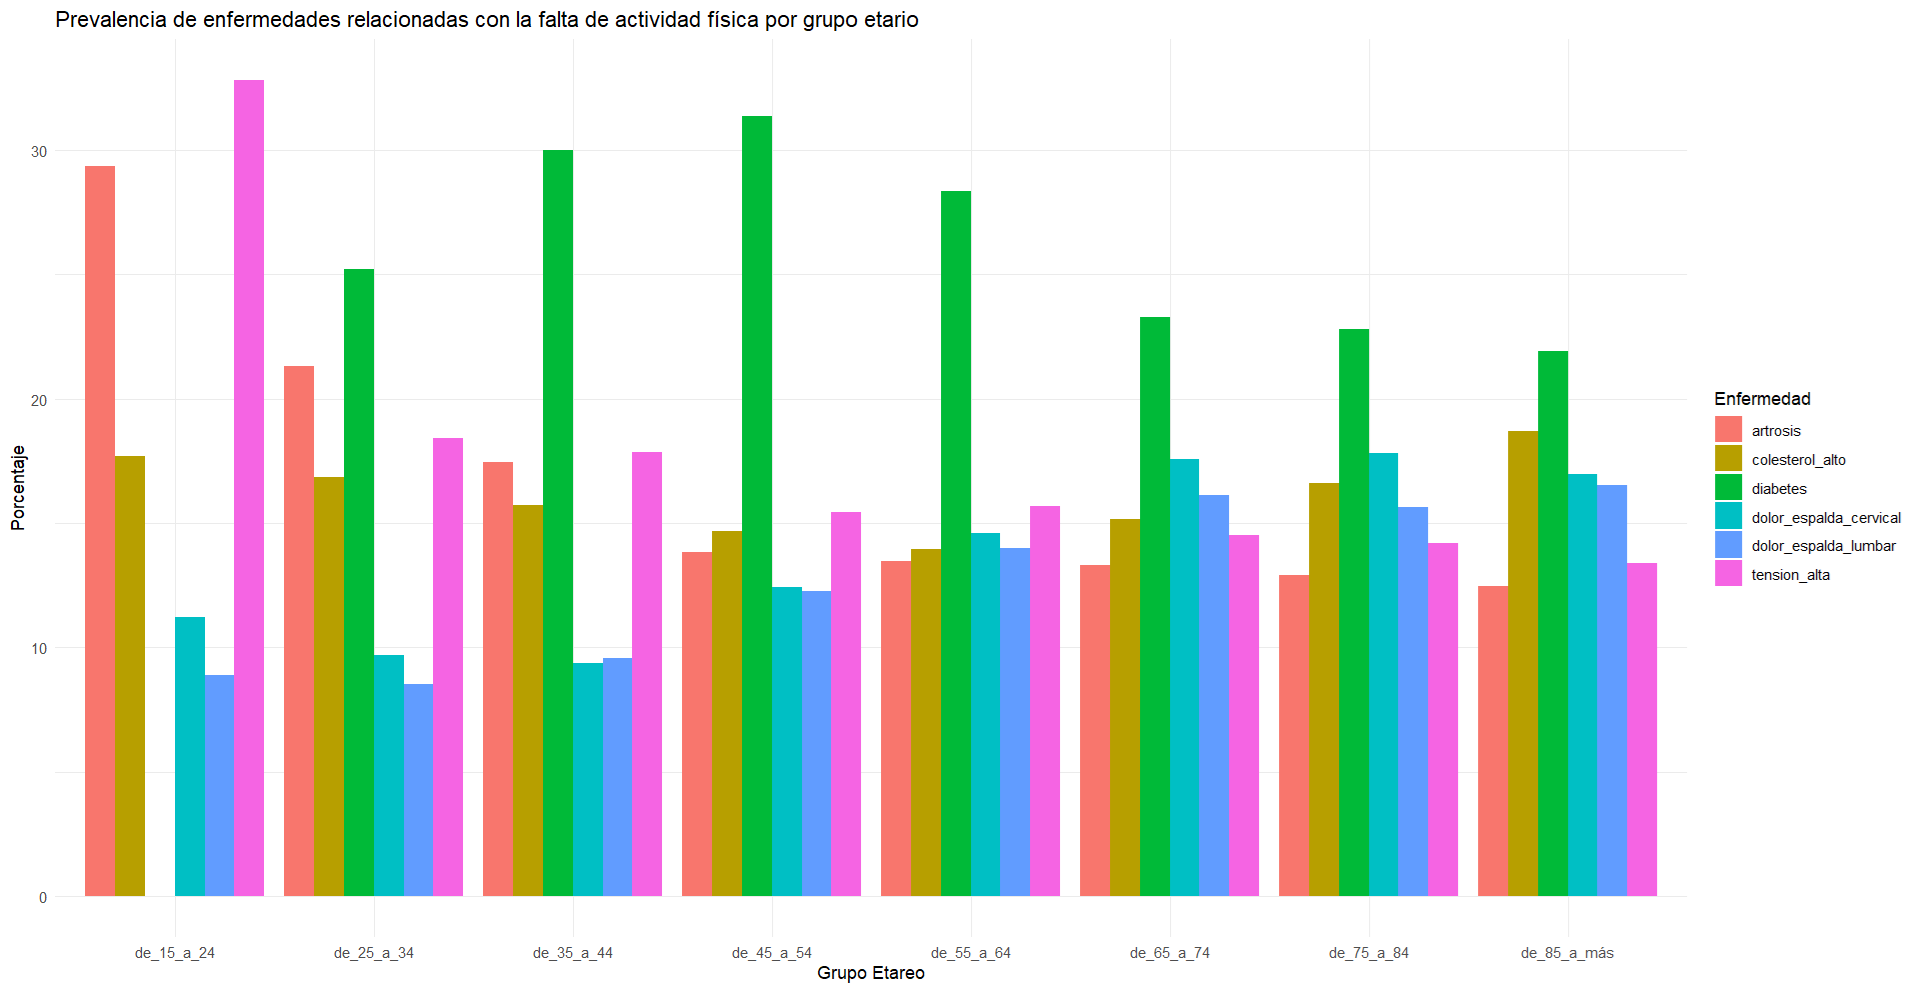 Prevalencia de enfermedades relacionadas con la falta de actividad física por grupo etario
Porcentaje
30
20
10
0
de_15_a_24
de_25_a_34
de_35_a_44
de_45_a_54
de_55_a_64
de_65_a_74
de_75_a_84
de_85_a_más
Grupo Etareo
Enfermedad
artrosis
colesterol_alto
diabetes
dolor_espalda_cervical
dolor_espalda_lumbar
tension_alta